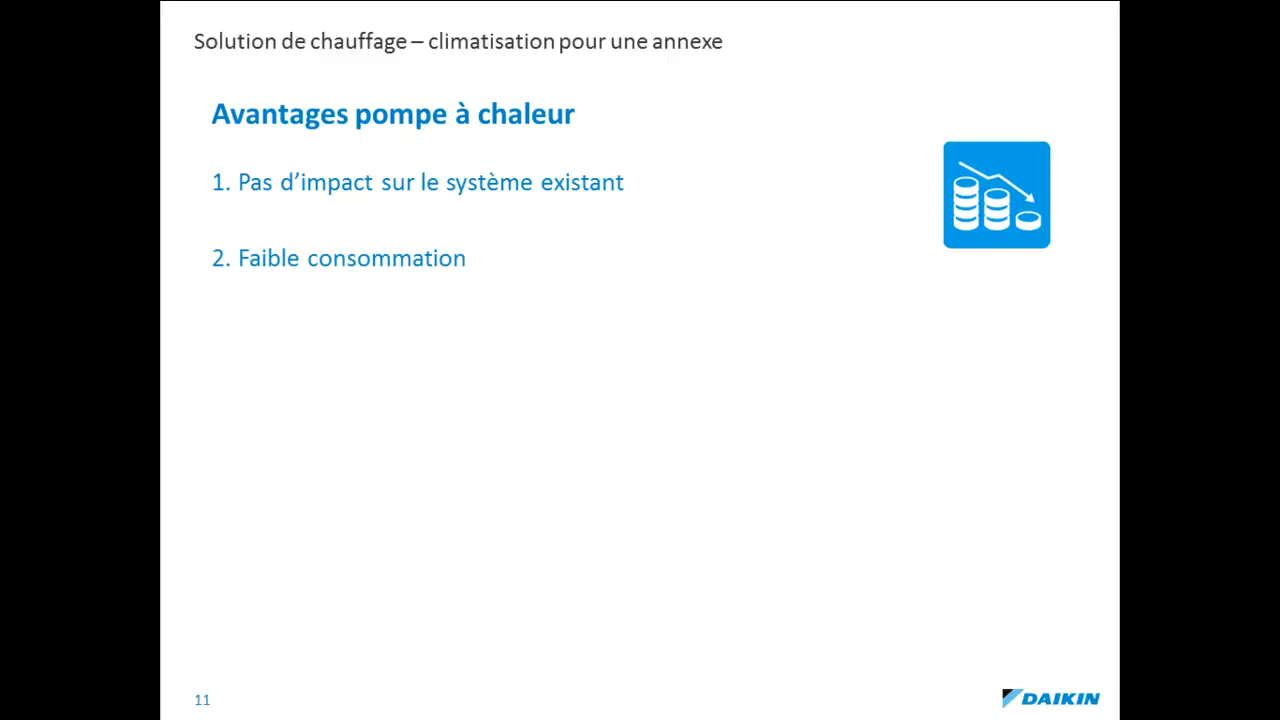 Solution de chauffage – climatisation pour une annexe
Avantages pompe à chaleur
1. Pas d’impact sur le système existant
2. Faible consommation
11
DAIKIN